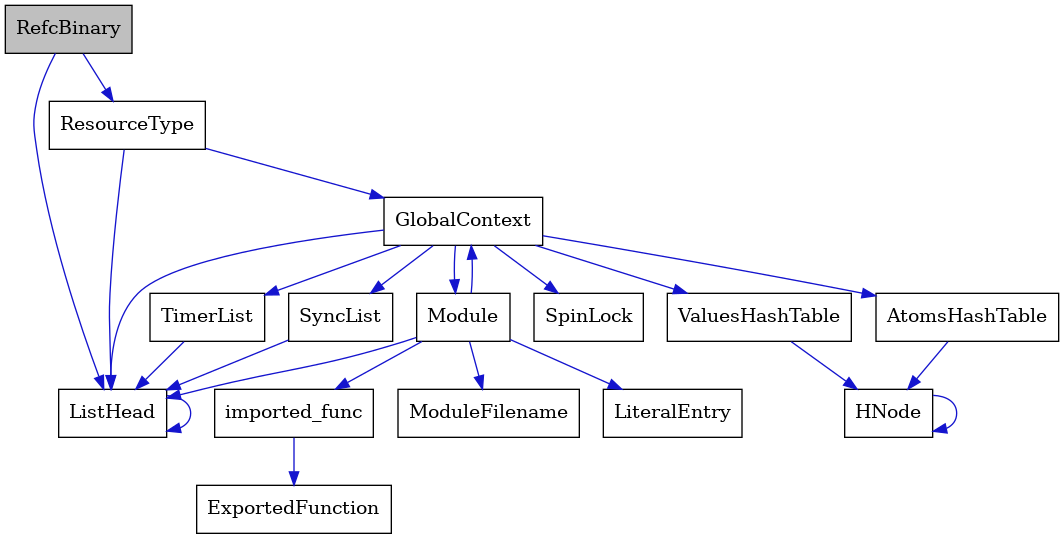 RefcBinary
ResourceType
GlobalContext
TimerList
SyncList
Module
SpinLock
ValuesHashTable
AtomsHashTable
ListHead
imported_func
ModuleFilename
LiteralEntry
HNode
ExportedFunction